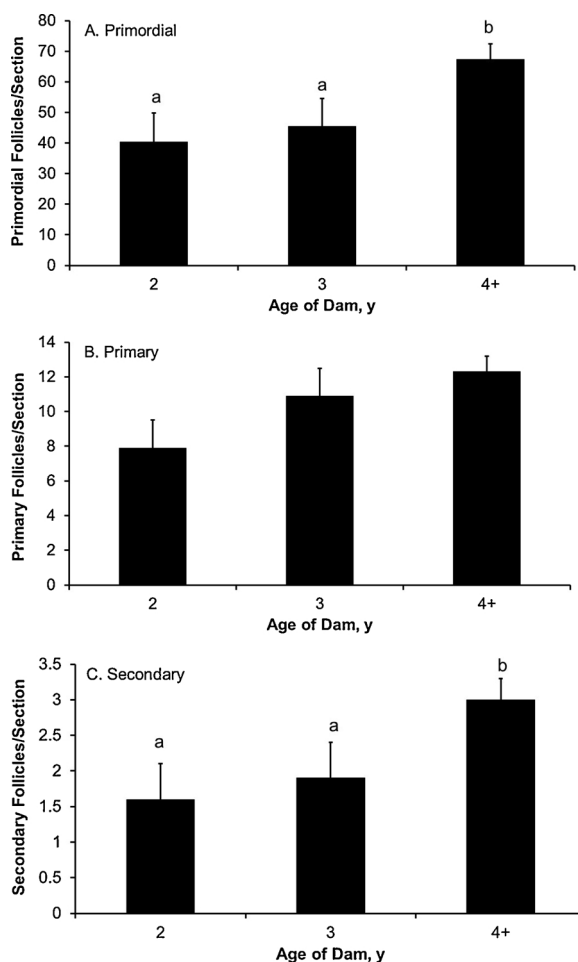 A. Primordial
Primordial Follicles/Section
80
70
60
50
40
30
20
10
0
a
a
b
2
3
4+
Age of Dam, y
B. Primary
Primary Follicles/Section
14
12
10
8
6
4
2
0
2
3
4+
Age of Dam, y
C. Secondary
Secondary Follicles/Section
3.5
3
2.5
2
1.5
1
0.5
0
a
a
b
2
3
4+
Age of Dam, y